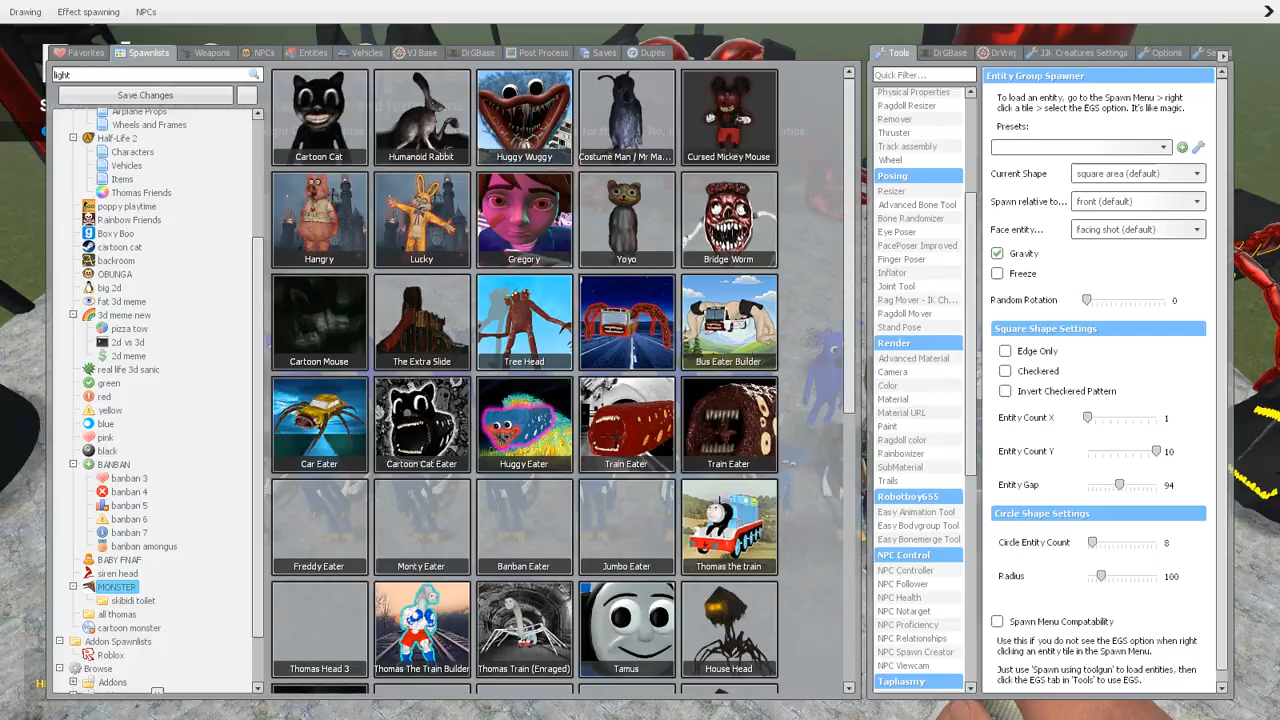 Drawing Effect spawning NPCs
Favorites Spawnlists Weapons NPCs Entities Vehicles VJ Base DrGBase Post Process Saves Dupes
light
Save Changes
Airplane Props
Wheels and Frames
Half-Life 2
Characters
Vehicles
Items
Thomas Friends
poppy playtime
Rainbow Friends
Boxy Boo
cartoon cat
backroom
OBUNGA
big 2d
fat 3d meme
3d meme new
pizza tow
2d vs 3d
2d meme
real life 3d sanic
green
red
yellow
blue
pink
black
BANBAN
banban 3
banban 4
banban 5
banban 6
banban 7
banban amongus
BABY FNAF
siren head
MONSTER
skibidi toilet
all thomas
cartoon monster
Addon Spawnlists
Roblox
Browse
Addons
Cartoon Cat Humanoid Rabbit Huggy Wuggy Costume Man / Mr Ma... Cursed Mickey Mouse
Hangry Lucky Gregory Yoyo Bridge Worm
Cartoon Mouse The Extra Slide Tree Head Bus Eater Builder
Car Eater Cartoon Cat Eater Huggy Eater Train Eater Train Eater
Freddy Eater Monty Eater Banban Eater Jumbo Eater Thomas the train
Thomas Head 3 Thomas The Train Builder Thomas Train (Enraged) Tamus House Head
Tools DrGBase DrVrej JJk Creatures Settings Options Se
Quick Filter...
Physical Properties
Ragdoll Resizer
Remover
Thruster
Track assembly
Wheel
Posing
Resizer
Advanced Bone Tool
Bone Randomizer
Eye Poser
FacePoser Improved
Finger Poser
Inflator
Joint Tool
Rag Mover - IK Ch...
Ragdoll Mover
Stand Pose
Render
Advanced Material
Camera
Color
Material
Material URL
Paint
Ragdoll color
Rainbowizer
SubMaterial
Trails
Robotboy655
Easy Animation Tool
Easy Bodygroup Tool
Easy Bonemerge Tool
NPC Control
NPC Controller
NPC Follower
NPC Health
NPC Notarget
NPC Proficiency
NPC Relationships
NPC Spawn Creator
NPC Viewcam
Tapliasmy
Entity Group Spawner
To load an entity, go to the Spawn Menu > right
click a tile > select the EGS option. It's like magic.
Presets:
Current Shape square area (default)
Spawn relative to... front (default)
Face entity... facing shot (default)
Gravity
Freeze
Random Rotation 0
Square Shape Settings
Edge Only
Checkered
Invert Checkered Pattern
Entity Count X 1
Entity Count Y 10
Entity Gap 94
Circle Shape Settings
Circle Entity Count 8
Radius 100
Spawn Menu Compatability
Use this if you do not see the EGS option when right
clicking an entity tile in the Spawn Menu.
Just use 'Spawn using toolgun' to load entities, then
click the EGS tab in 'Tools' to use EGS.